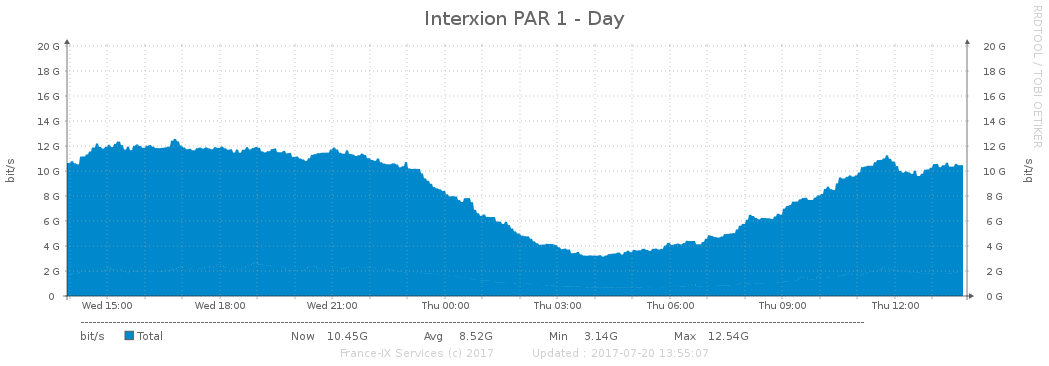 Interxion PAR 1 - Day
RRDTOOL / TOBI OETIKER
bit/s
20 G
18 G
16 G
14 G
12 G
10 G
8 G
6 G
4 G
2 G
0
20 G
18 G
16 G
14 G
12 G
10 G
8 G
6 G
4 G
2 G
0 G
bit/s
Wed 15:00 Wed 18:00 Wed 21:00 Thu 00:00 Thu 03:00 Thu 06:00 Thu 09:00 Thu 12:00
bit/s Total Now 10.45G Avg 8.52G Min 3.14G Max 12.54G
France-IX Services (c) 2017 Updated : 2017-07-20 13:55:07